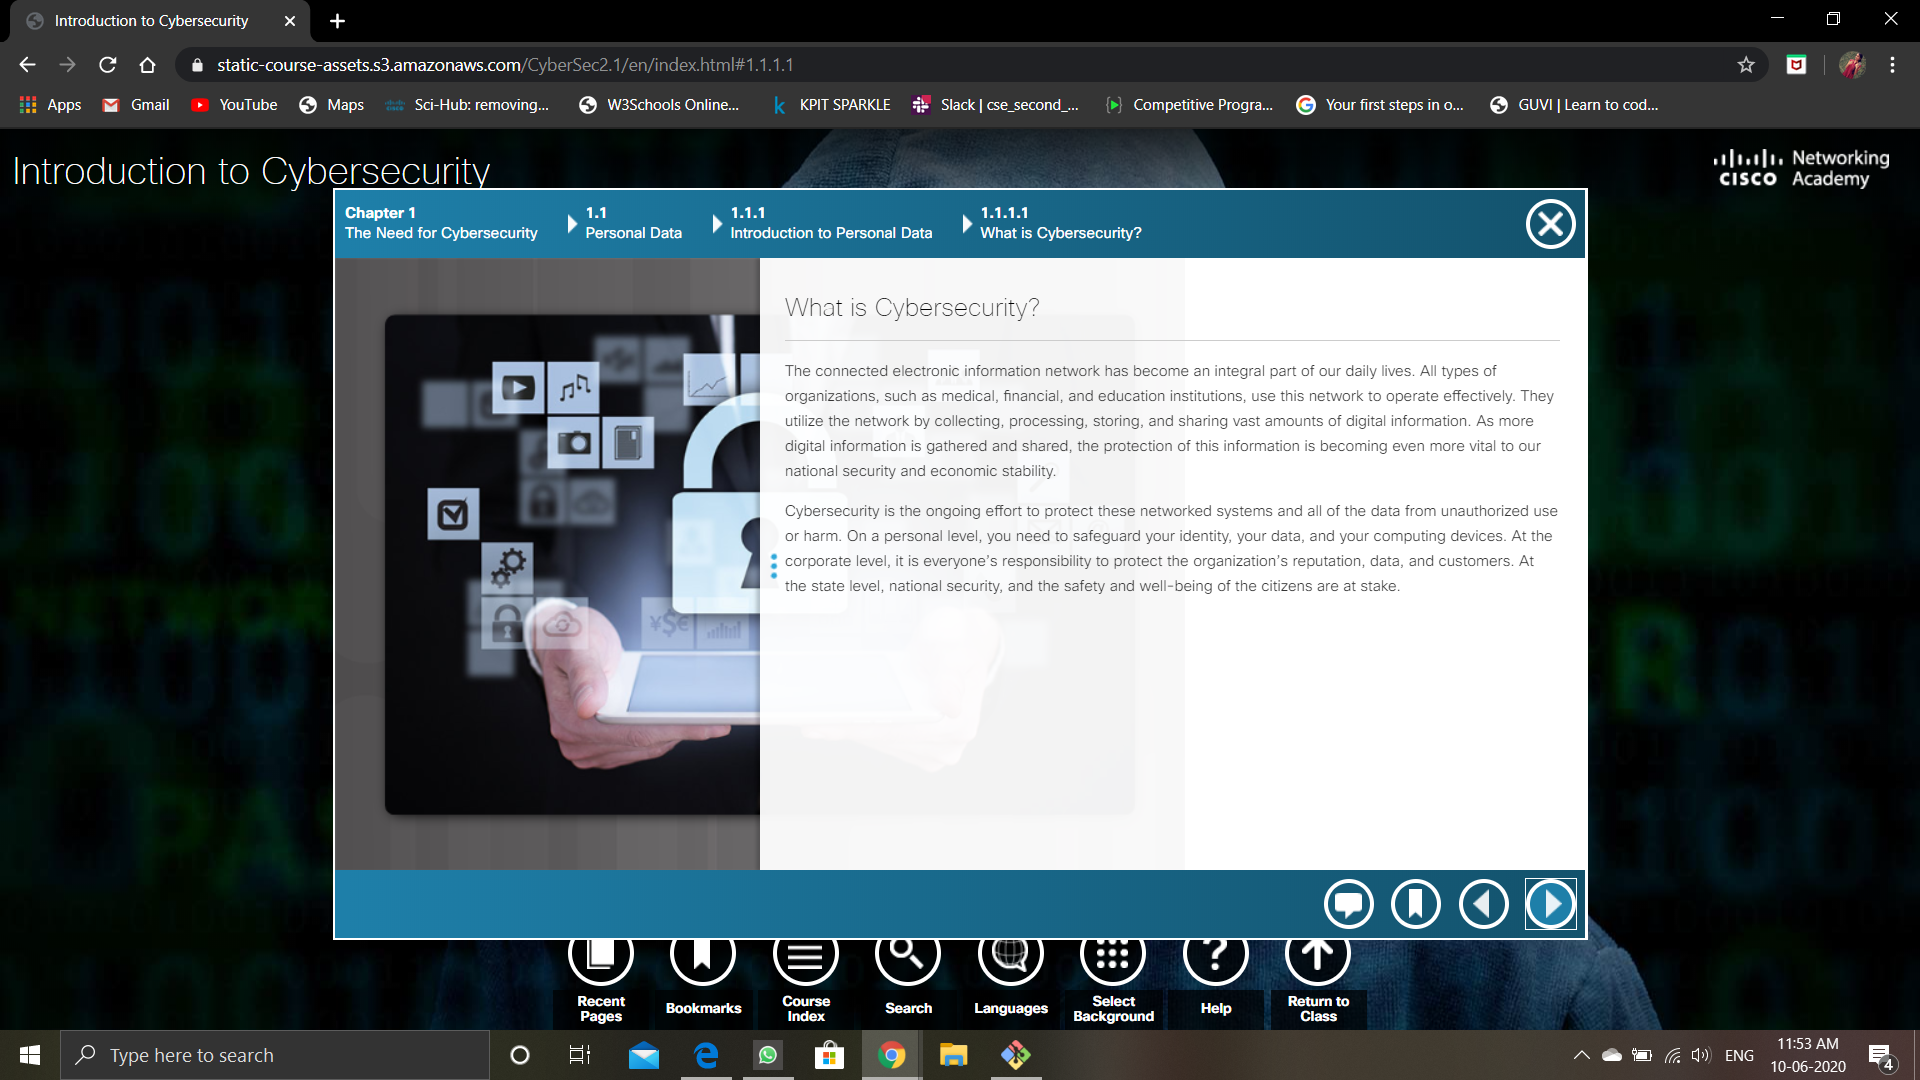 Introduction to Cybersecurity
static-course-assets.s3.amazonaws.com/CyberSec2.1/en/index.html#1.1.1.1
Apps Gmail YouTube Maps Sci-Hub: removing... W3Schools Online... KPIT SPARKLE Slack | cse_second_... Competitive Progra... Your first steps in o... GUVI | Learn to cod...
Introduction to Cybersecurity
Networking
CISCO Academy
Chapter 1 1.1 1.1.1 1.1.1.1
The Need for Cybersecurity Personal Data Introduction to Personal Data What is Cybersecurity?
What is Cybersecurity?
The connected electronic information network has become an integral part of our daily lives. All types of
organizations, such as medical, financial, and education institutions, use this network to operate effectively. They
utilize the network by collecting, processing, storing, and sharing vast amounts of digital information. As more
digital information is gathered and shared, the protection of this information is becoming even more vital to our
national security and economic stability.
Cybersecurity is the ongoing effort to protect these networked systems and all of the data from unauthorized use
or harm. On a personal level, you need to safeguard your identity, your data, and your computing devices. At the
corporate level, it is everyone's responsibility to protect the organization's reputation, data, and customers. At
the state level, national security, and the safety and well-being of the citizens are at stake.
¥$€
Recent Pages
Bookmarks
Course Index
Search
Languages
Select Background
Help
Return to Class
Type here to search
ENG
11:53 AM
10-06-2020
4